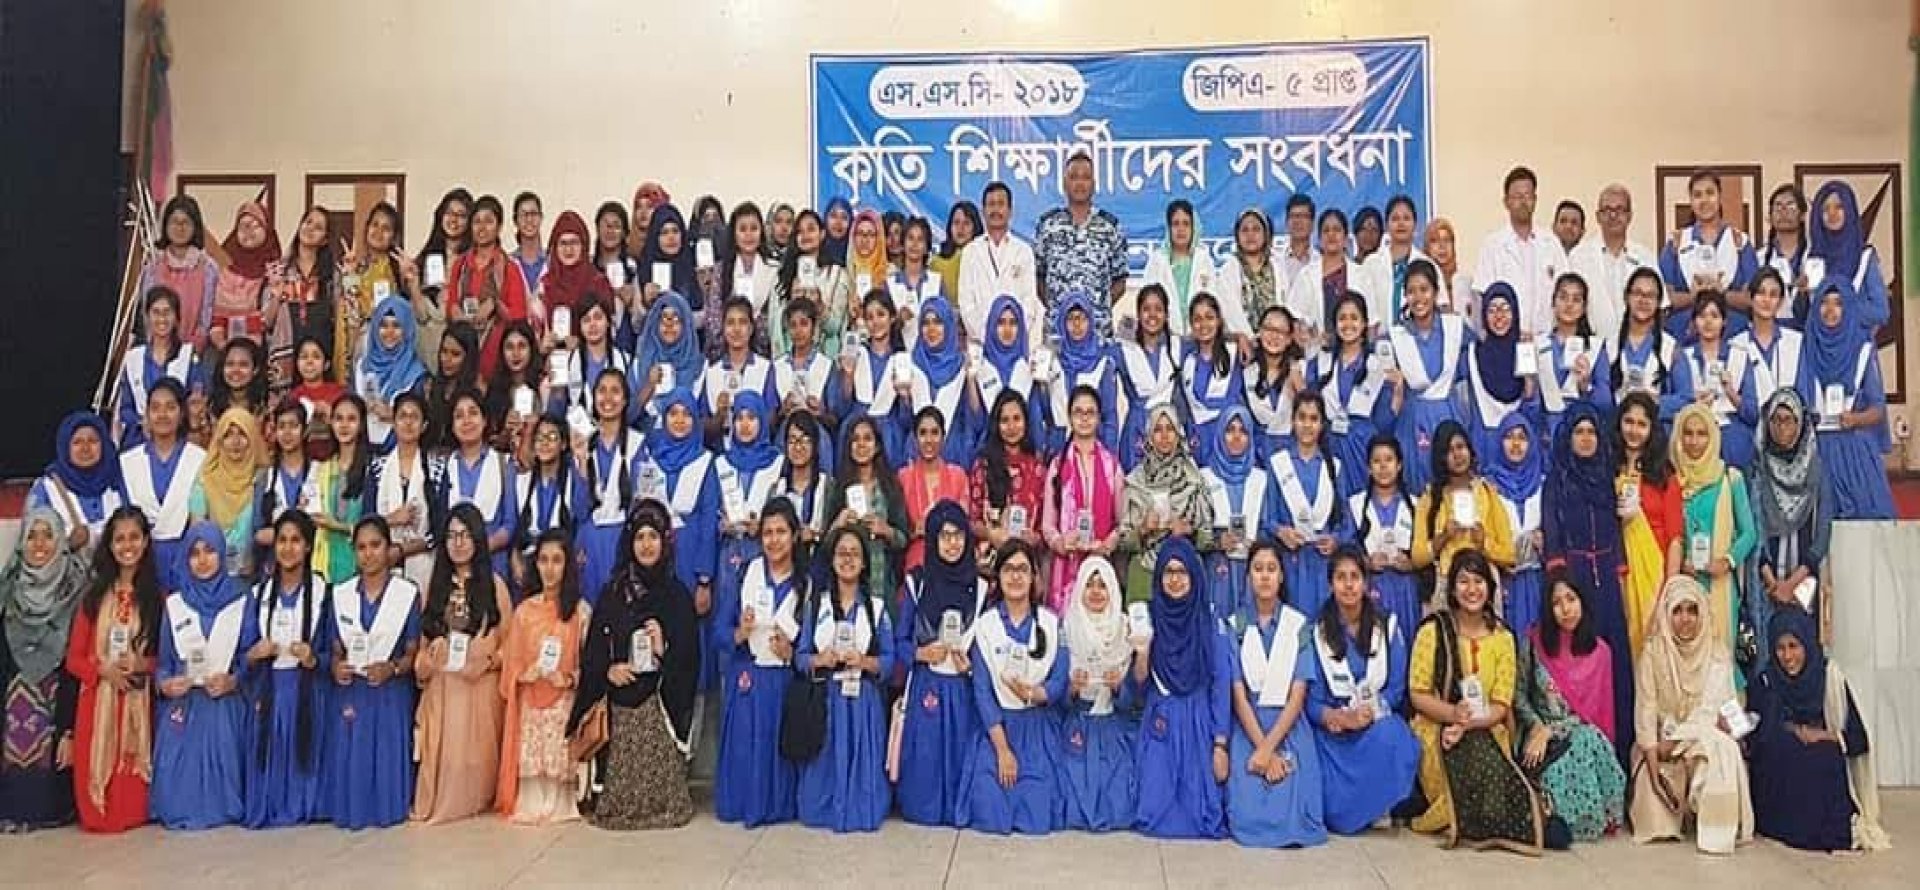 এস.এস.সি- ২০১৮ জিপিএ- ৫ প্রাপ্ত
কৃতি শিক্ষার্থীদের সংবর্ধনা